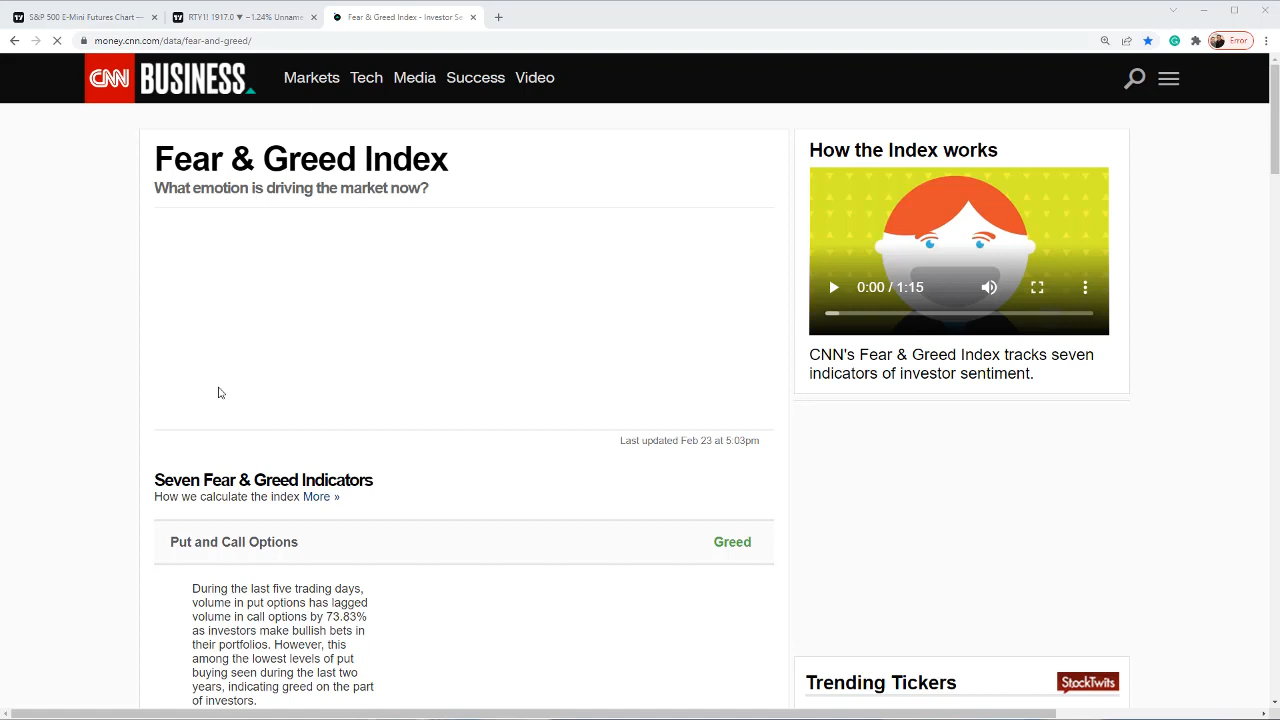 S&P 500 E-Mini Futures Chart —
RTY1! 1917.0 ▼ −1.24% Unname
Fear & Greed Index - Investor Se
money.cnn.com/data/fear-and-greed/
Error
CNN BUSINESS
Markets Tech Media Success Video
Fear & Greed Index
What emotion is driving the market now?
Last updated Feb 23 at 5:03pm
Seven Fear & Greed Indicators
How we calculate the index More »
Put and Call Options
Greed
During the last five trading days,
volume in put options has lagged
volume in call options by 73.83%
as investors make bullish bets in
their portfolios. However, this
among the lowest levels of put
buying seen during the last two
years, indicating greed on the part
of investors.
How the Index works
0:00 / 1:15
CNN's Fear & Greed Index tracks seven
indicators of investor sentiment.
Trending Tickers
StockTwits